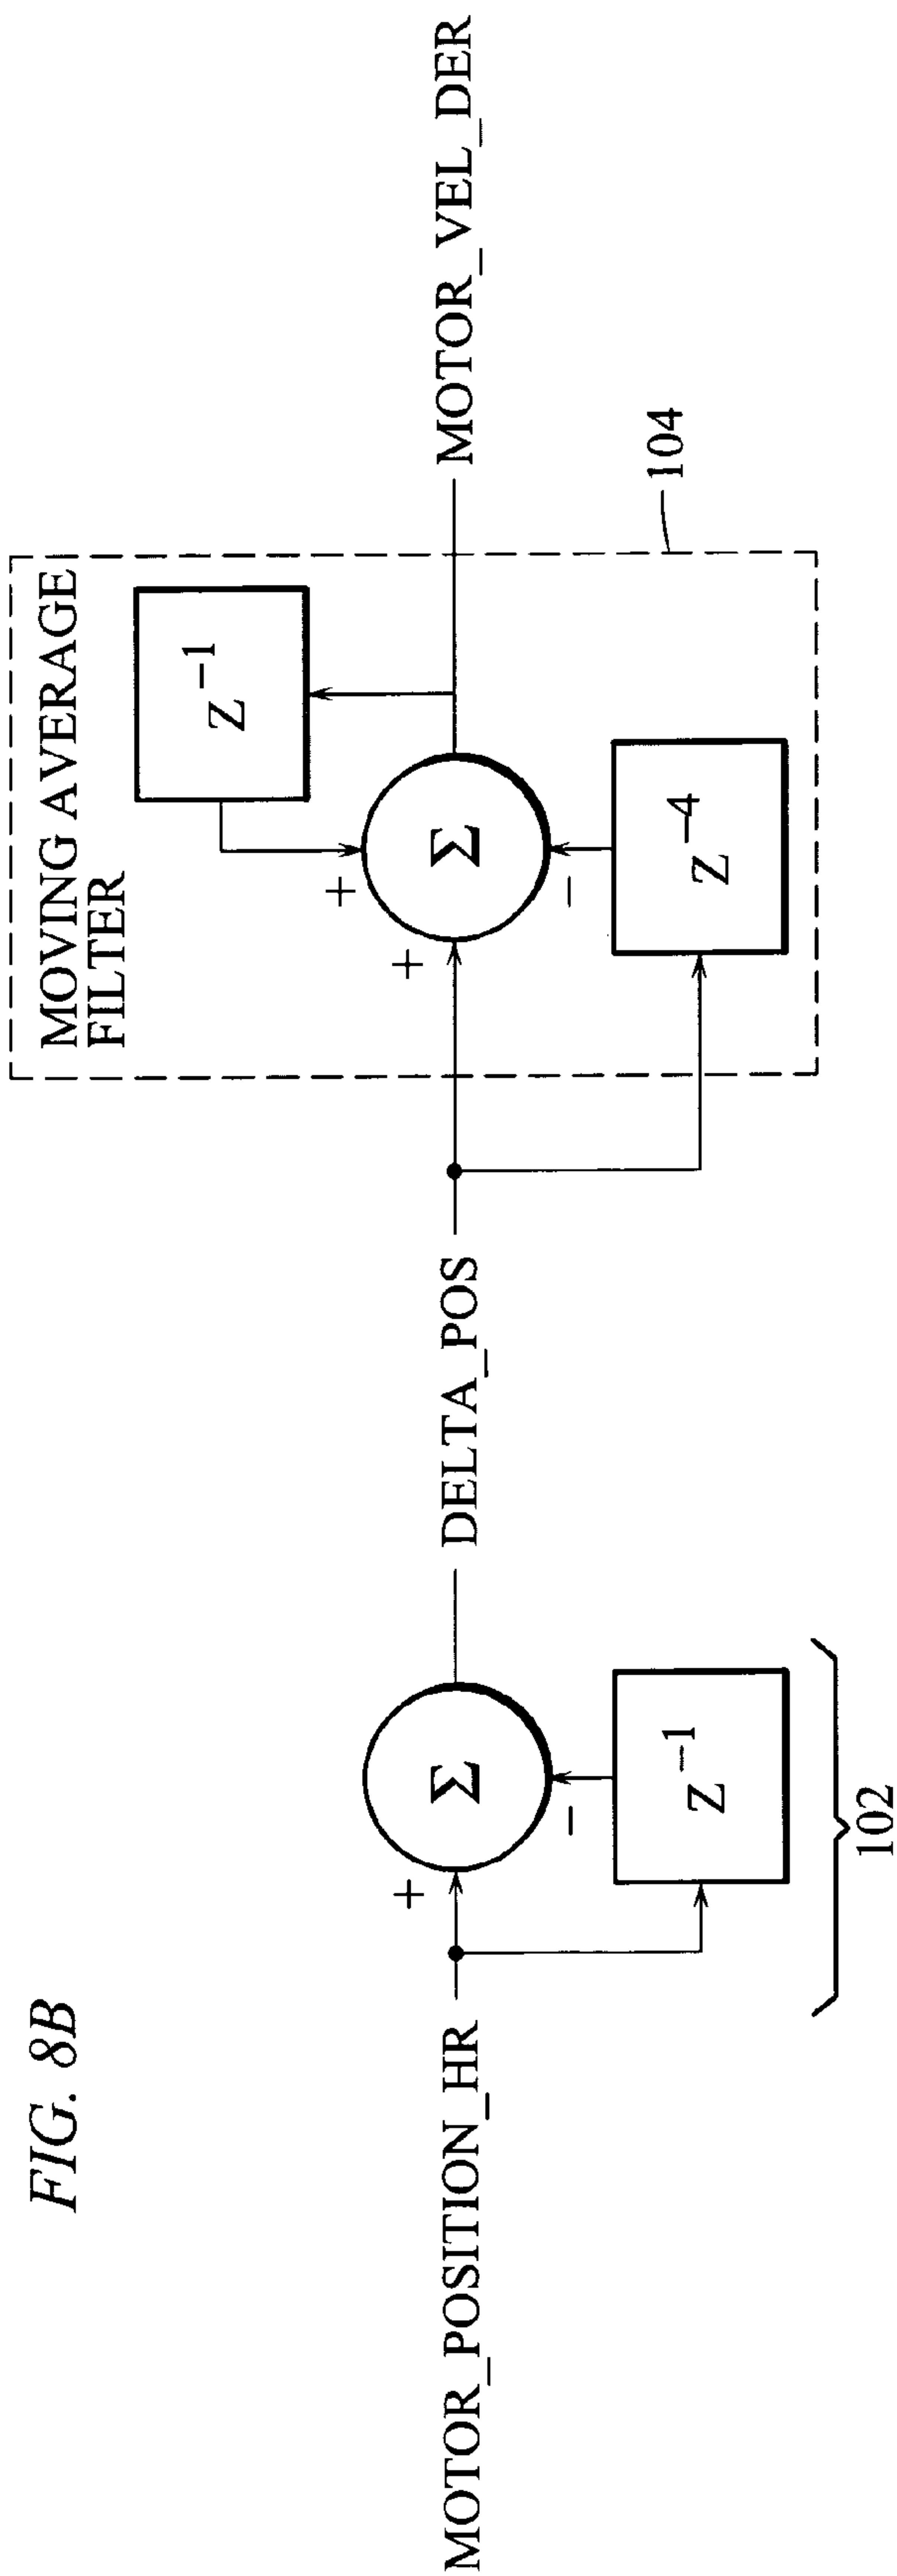 FIG. 8B
MOVING AVERAGE
FILTER
Z⁻¹
MOTOR_POSITION_HR
+
Σ
−
Z⁻¹
102
DELTA_POS
+
+
Σ
−
Z⁻⁴
104
MOTOR_VEL_DER